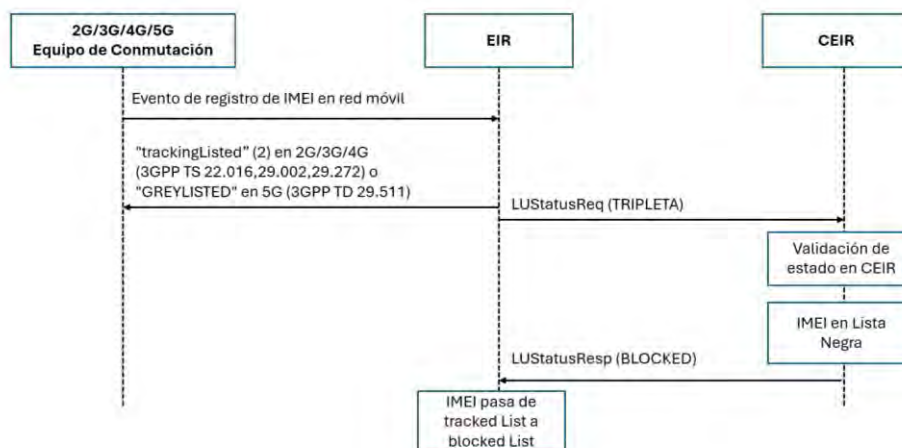 2G/3G/4G/5G
Equipo de Conmutación
EIR
CEIR
Evento de registro de IMEI en red móvil
"trackingListed” (2) en 2G/3G/4G
(3GPP TS 22.016,29.002,29.272) o
"GREYLISTED" en 5G (3GPP TD 29.511)
LUStatusReq (TRIPLETA)
Validación de
estado en CEIR
IMEI en Lista
Negra
LUStatusResp (BLOCKED)
IMEI pasa de
tracked List a
blocked List